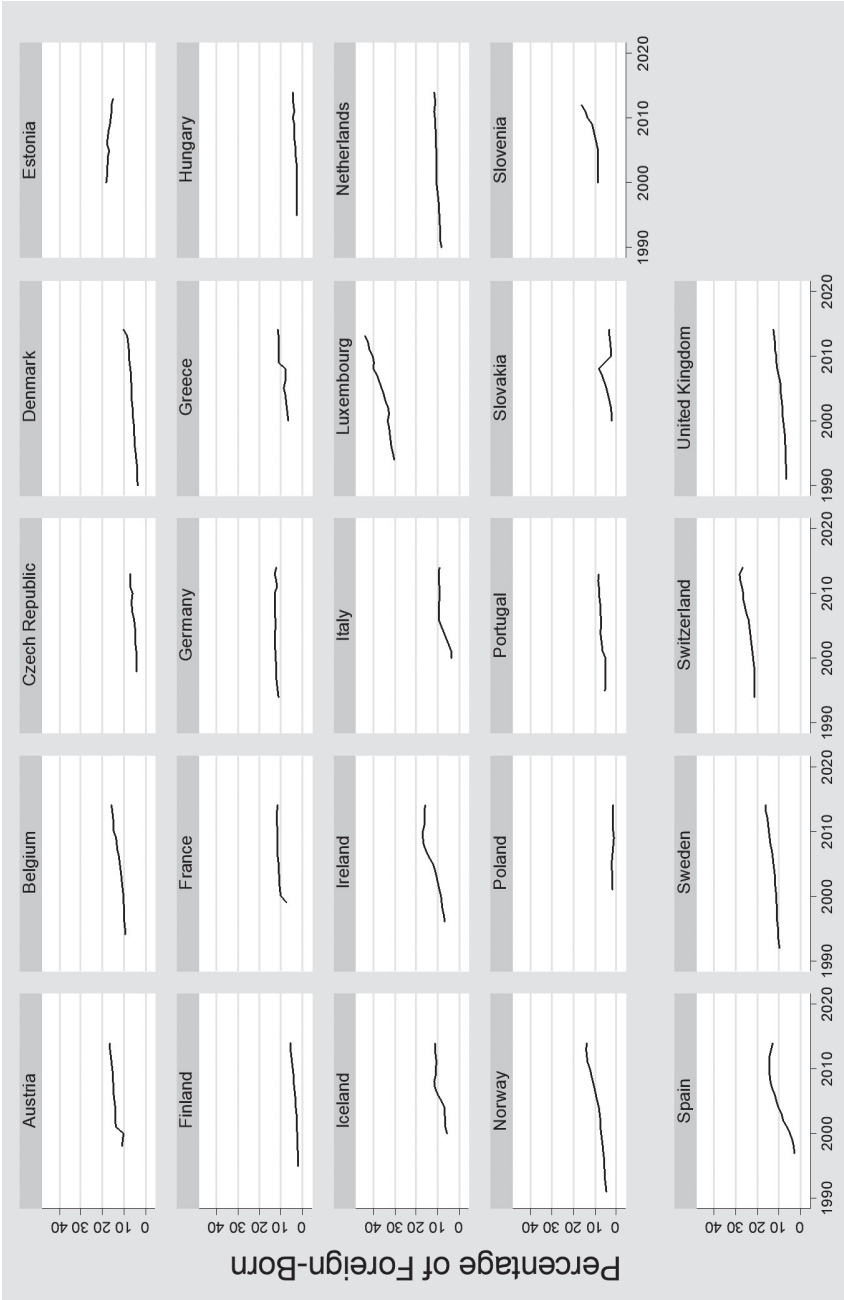 Austria
Belgium
Czech Republic
Denmark
Estonia
0 10 20 30 40
Finland
France
Germany
Greece
Hungary
0 10 20 30 40
Iceland
Ireland
Italy
Luxembourg
Netherlands
0 10 20 30 40
Norway
Poland
Portugal
Slovakia
Slovenia
0 10 20 30 40
1990 2000 2010 2020
Spain
Sweden
Switzerland
United Kingdom
0 10 20 30 40
1990 2000 2010 2020
1990 2000 2010 2020
1990 2000 2010 2020
1990 2000 2010 2020
Percentage of Foreign-Born